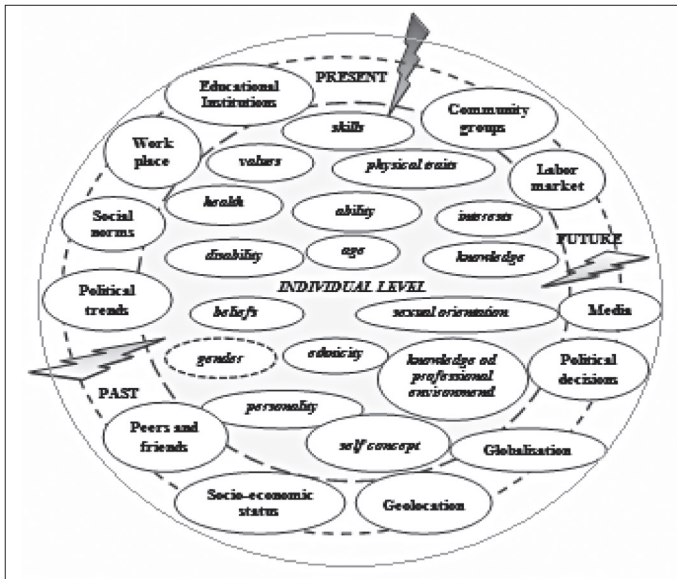 PRESENT
Educational
Institutions
Community
groups
skills
Work
place
values
physical traits
Labor
market
health
ability
interests
Social
norms
FUTURE
disability
age
knowledge
INDIVIDUAL LEVEL
Political
trends
beliefs
sexual orientation
Media
gender
ethnicity
knowledge od
professional
environmend
Political
decisions
PAST
personality
Peers and
friends
self concept
Globalisation
Socio-economic
status
Geolocation